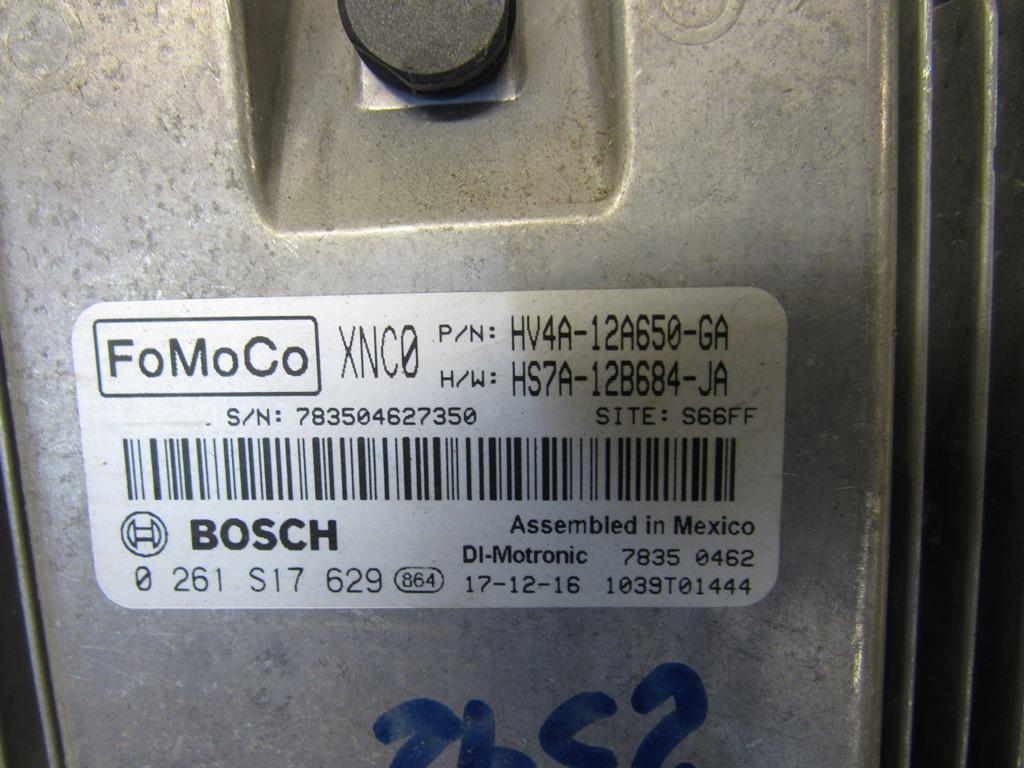 FoMoCo XNC0 P/N: HV4A-12A650-GA
H/W: HS7A-12B684-JA
S/N: 783504627350 SITE: S66FF
BOSCH Assembled in Mexico
DI-Motronic 7835 0462
0 261 S17 629 864 17-12-16 1039T01444